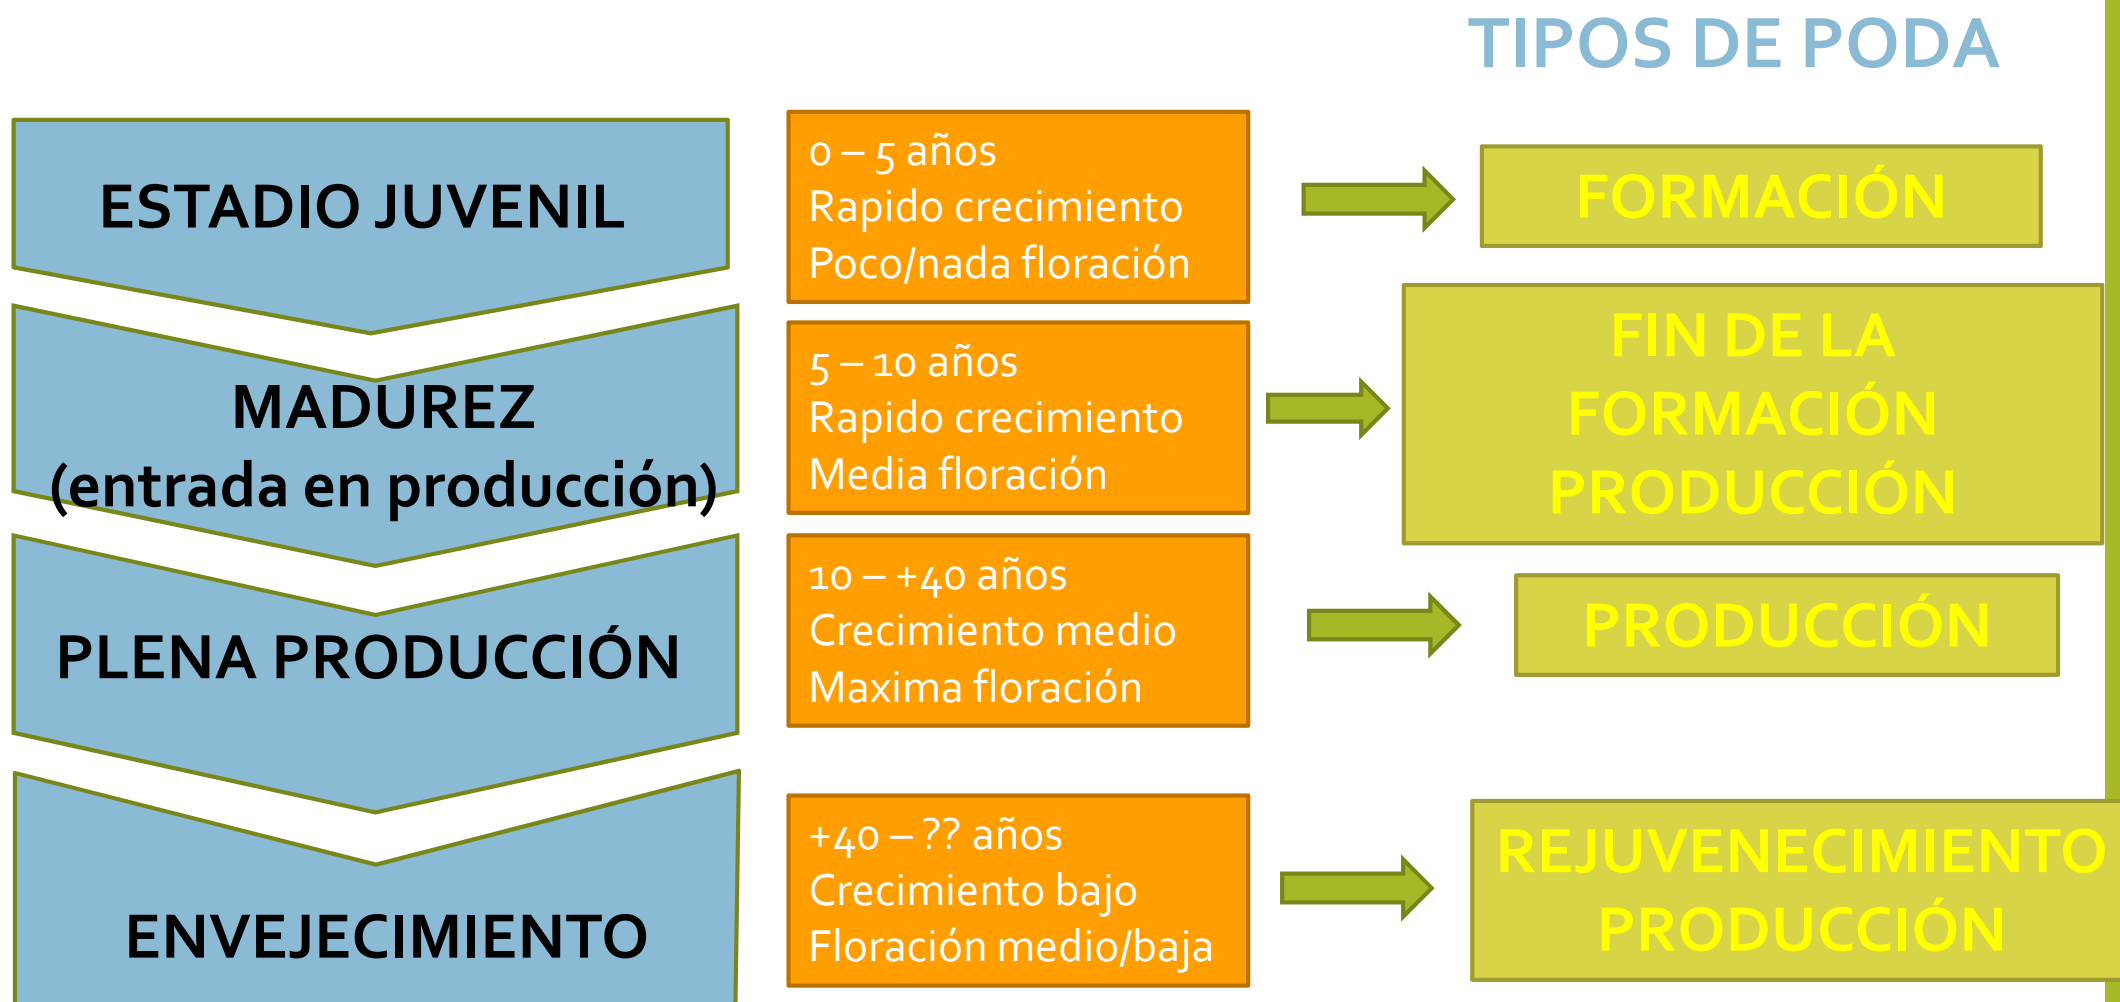 TIPOS DE PODA
ESTADIO JUVENIL
0 – 5 años
Rapido crecimiento
Poco/nada floración
FORMACIÓN
MADUREZ
(entrada en producción)
5 – 10 años
Rapido crecimiento
Media floración
FIN DE LA
FORMACIÓN
PRODUCCIÓN
PLENA PRODUCCIÓN
10 – +40 años
Crecimiento medio
Maxima floración
PRODUCCIÓN
ENVEJECIMIENTO
+40 – ?? años
Crecimiento bajo
Floración medio/baja
REJUVENECIMIENTO
PRODUCCIÓN